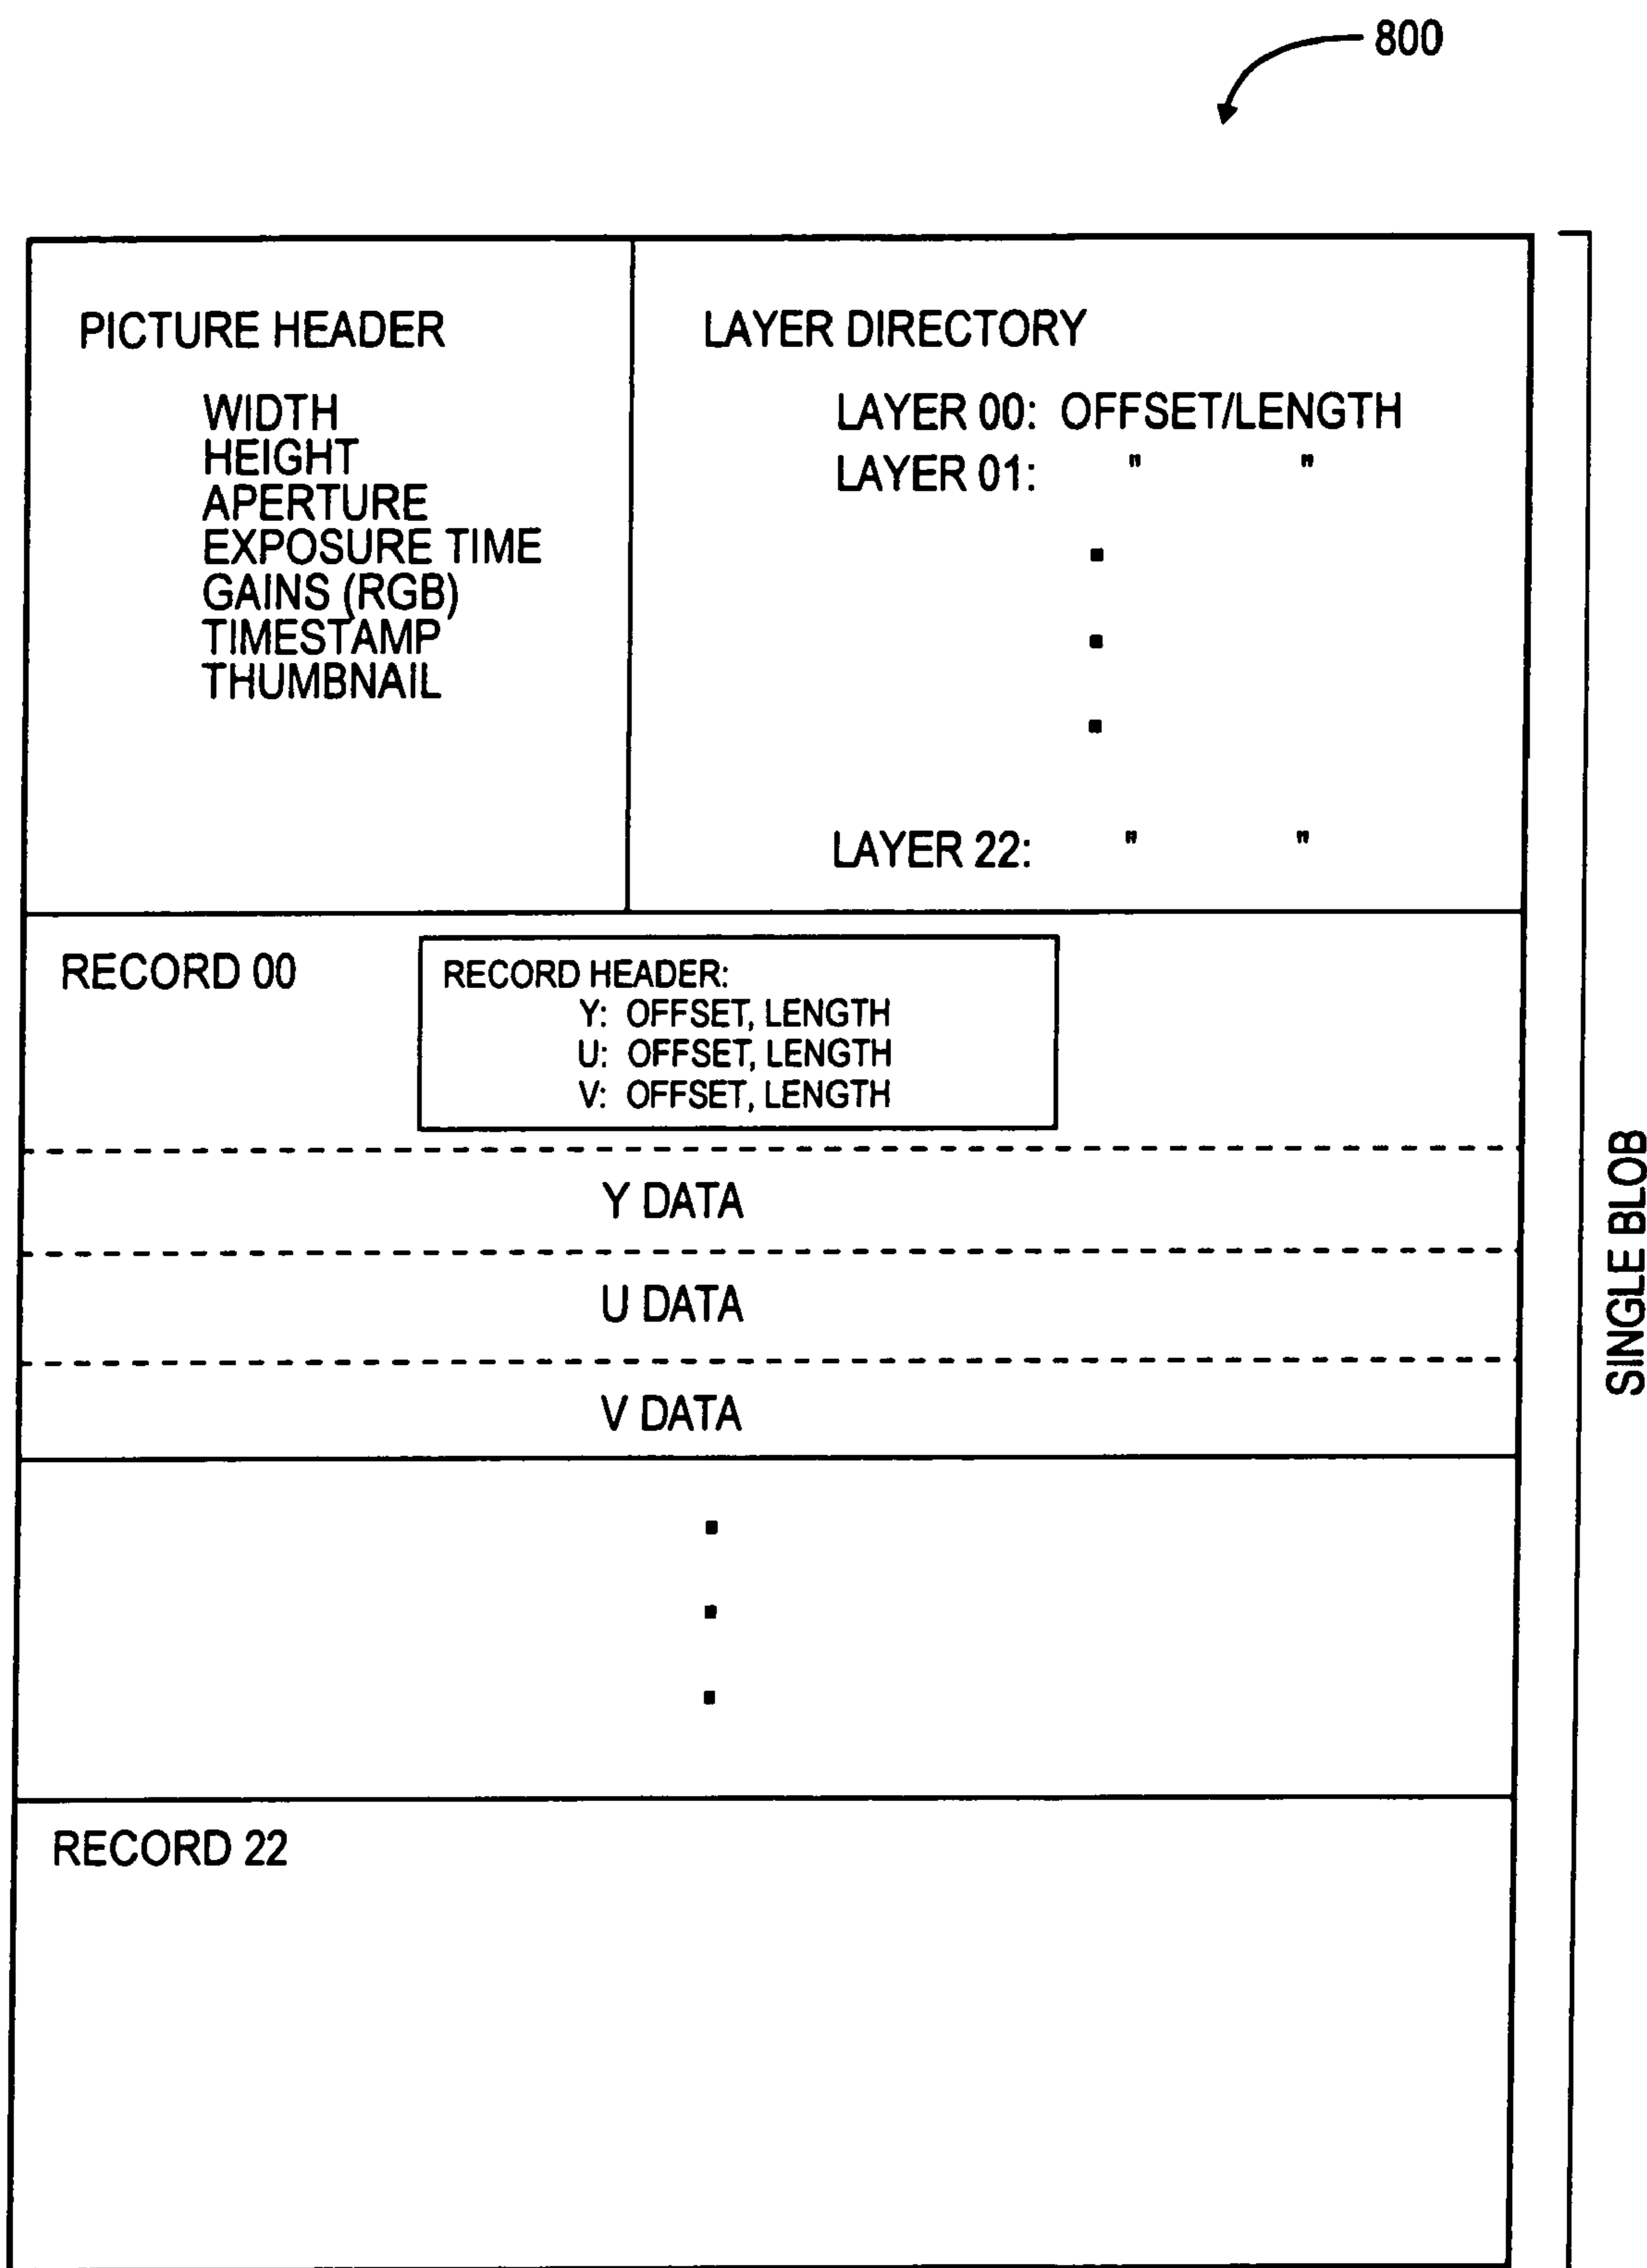 800
PICTURE HEADER
WIDTH
HEIGHT
APERTURE
EXPOSURE TIME
GAINS (RGB)
TIMESTAMP
THUMBNAIL
LAYER DIRECTORY
LAYER 00: OFFSET/LENGTH
LAYER 01: " "
LAYER 22: " "
RECORD 00
RECORD HEADER:
Y: OFFSET, LENGTH
U: OFFSET, LENGTH
V: OFFSET, LENGTH
Y DATA
U DATA
V DATA
RECORD 22
SINGLE BLOB